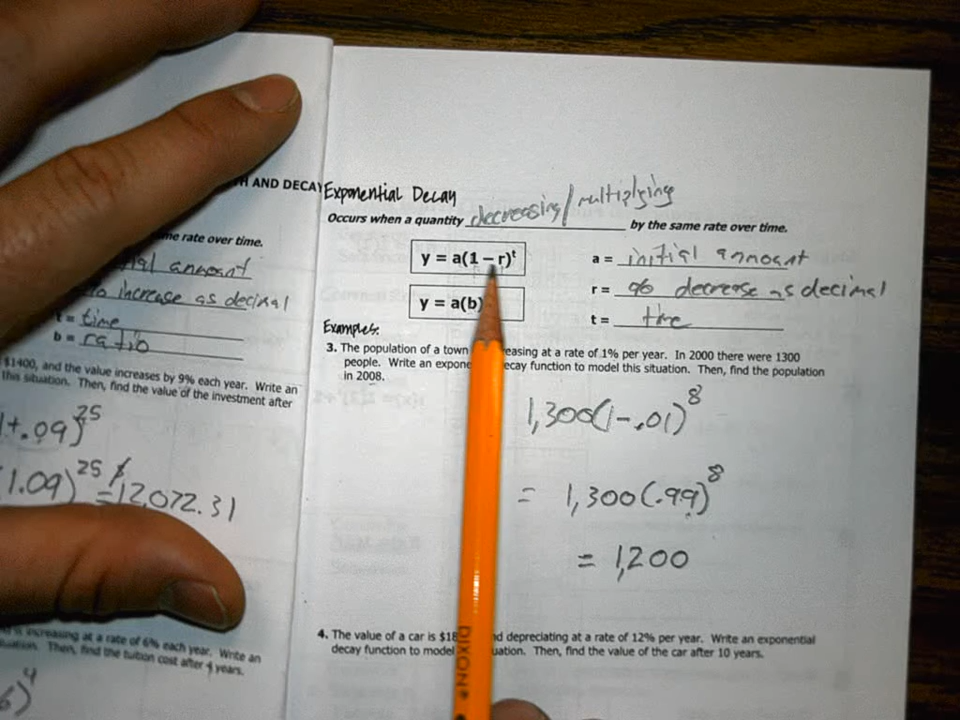 AND DECAY
me rate over time.
amount
increase as decimal
t = time
b = ratio
$1400, and the value increases by 9% each year. Write an
this situation. Then, find the value of the investment after
+.09)^25
(1.09)^25 = $12,072.31
increasing at a rate of 6% each year. Write an
Then, find the tuition cost after 4 years.
6)^4
Exponential Decay
Occurs when a quantity decreasing/multiplying by the same rate over time.
y = a(1 − r)^t
a = initial amoant
y = a(b)
r = % decrease as decimal
t = time
Examples:
3. The population of a town easing at a rate of 1% per year. In 2000 there were 1300
people. Write an expone ecay function to model this situation. Then, find the population
in 2008.
1,300(1-.01)^8
= 1,300(.99)^8
= 1,200
4. The value of a car is $18 nd depreciating at a rate of 12% per year. Write an exponential
decay function to model uation. Then, find the value of the car after 10 years.
DIXON